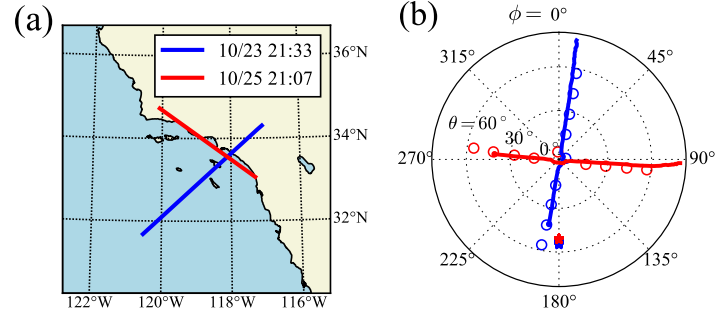 (a)
10/23 21:33
10/25 21:07
36°N
34°N
32°N
122°W
120°W
118°W
116°W
(b)
ϕ = 0°
315°
45°
θ=60°
30°
0°
270°
90°
225°
135°
180°